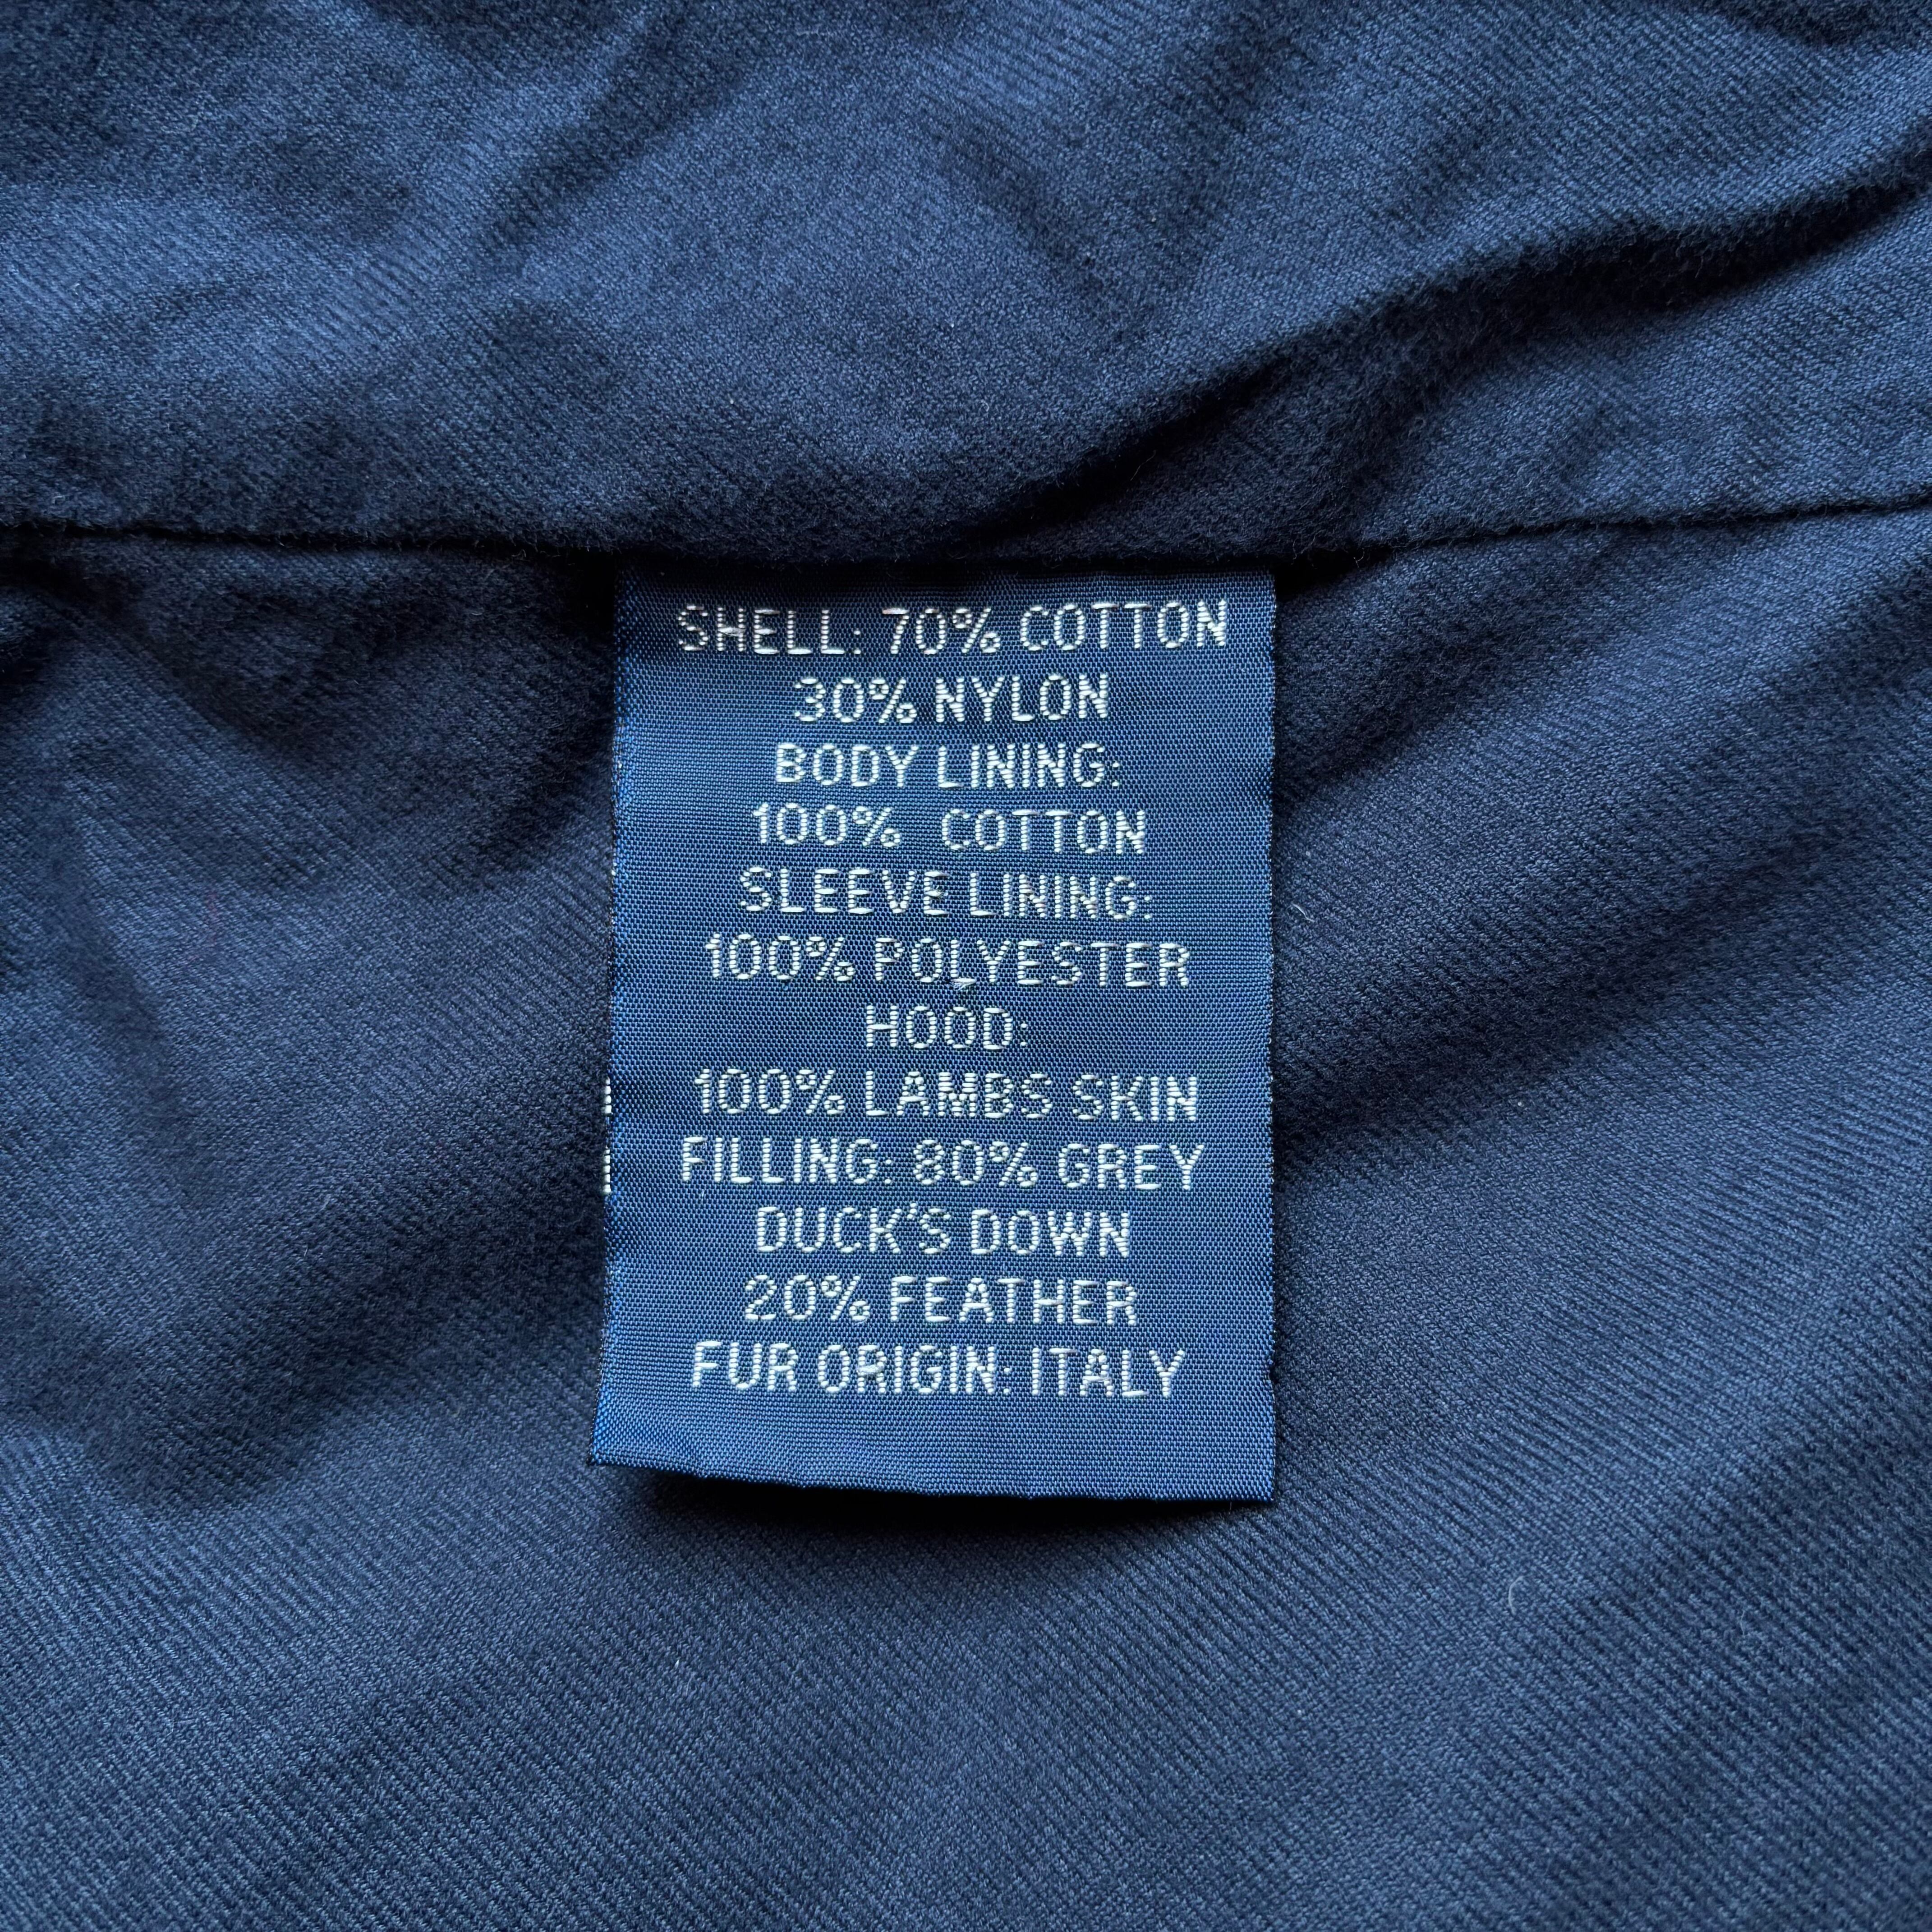 SHELL: 70% COTTON
30% NYLON
BODY LINING:
100% COTTON
SLEEVE LINING:
100% POLYESTER
HOOD:
100% LAMBS SKIN
FILLING: 80% GREY
DUCK'S DOWN
20% FEATHER
FUR ORIGIN: ITALY